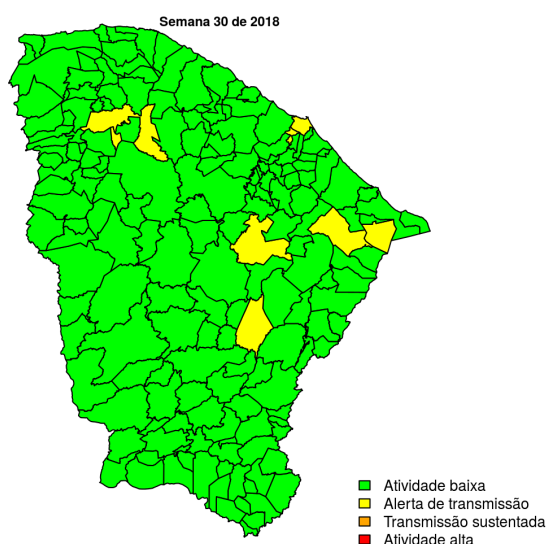 Semana 30 de 2018
Atividade baixa
Alerta de transmissão
Transmissão sustentada
Atividade alta